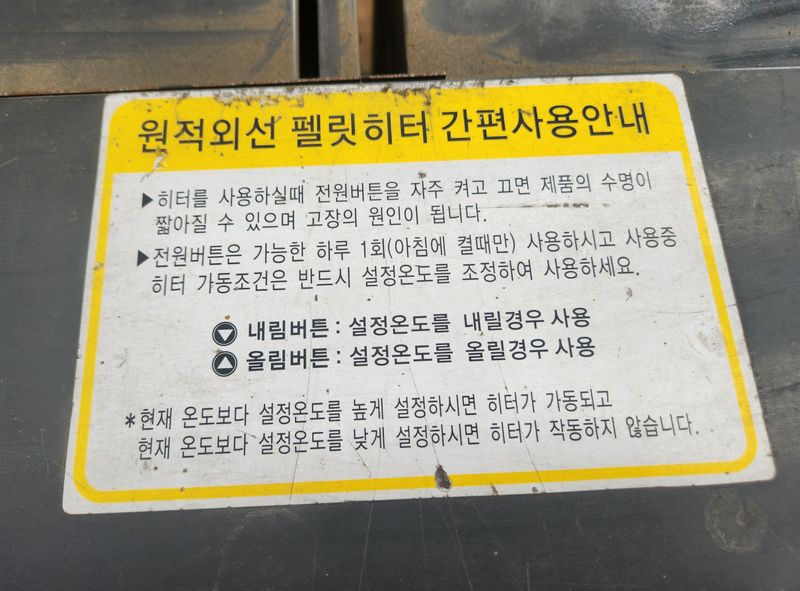 원적외선 펠릿히터 간편사용안내
▶히터를 사용하실때 전원버튼을 자주 켜고 끄면 제품의 수명이
짧아질 수 있으며 고장의 원인이 됩니다.
▶전원버튼은 가능한 하루 1회(아침에 켤때만) 사용하시고 사용중
히터 가동조건은 반드시 설정온도를 조정하여 사용하세요.
▽ 내림버튼 : 설정온도를 내릴경우 사용
△ 올림버튼 : 설정온도를 올릴경우 사용
*현재 온도보다 설정온도를 높게 설정하시면 히터가 가동되고
현재 온도보다 설정온도를 낮게 설정하시면 히터가 작동하지 않습니다.